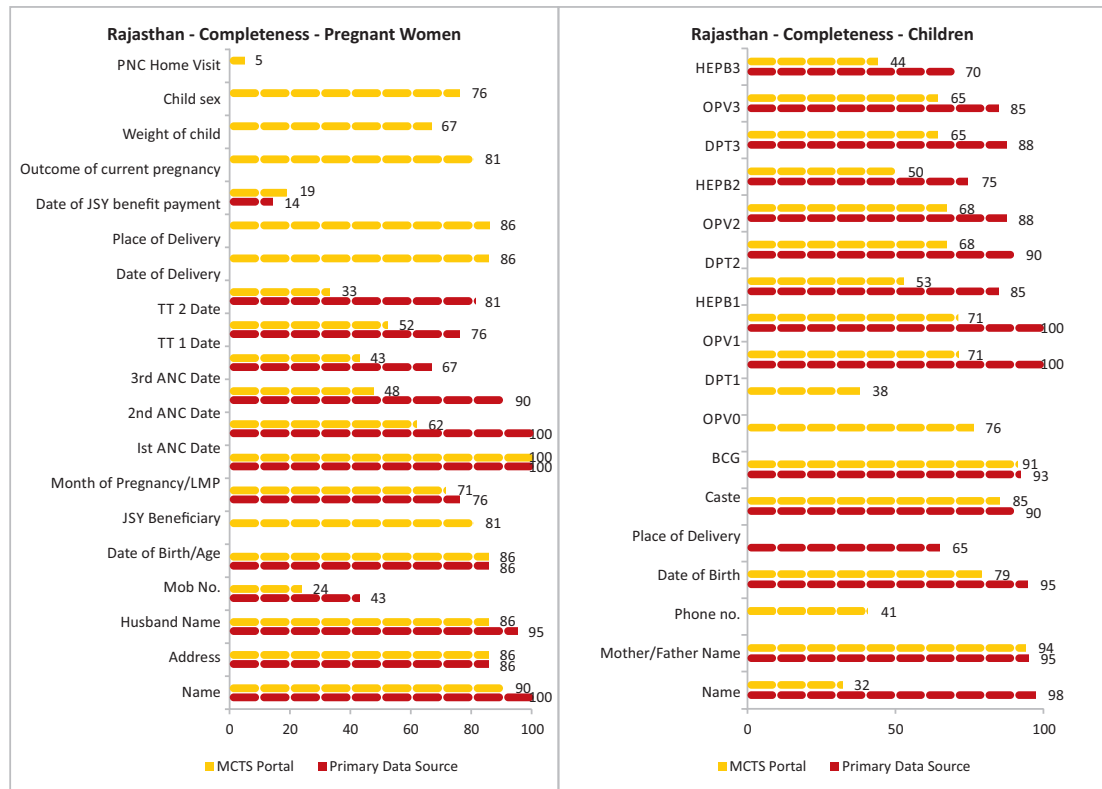 Rajasthan - Completeness - Pregnant Women
PNC Home Visit
5
Child sex
76
Weight of child
67
Outcome of current pregnancy
81
Date of JSY benefit payment
19
14
Place of Delivery
86
Date of Delivery
86
TT 2 Date
33
81
TT 1 Date
52
76
3rd ANC Date
43
67
2nd ANC Date
48
90
Ist ANC Date
62
100
Month of Pregnancy/LMP
100
100
JSY Beneficiary
71
76
81
Date of Birth/Age
86
86
Mob No.
24
43
Husband Name
86
95
Address
86
86
Name
90
100
0 20 40 60 80 100
MCTS Portal Primary Data Source
Rajasthan - Completeness - Children
HEPB3
44
70
OPV3
65
85
DPT3
65
88
HEPB2
50
75
OPV2
68
88
DPT2
68
90
HEPB1
53
85
OPV1
71
100
DPT1
71
100
OPV0
38
BCG
76
91
93
Caste
85
90
Place of Delivery
65
Date of Birth
79
95
Phone no.
41
Mother/Father Name
94
95
Name
32
98
0 50 100
MCTS Portal Primary Data Source